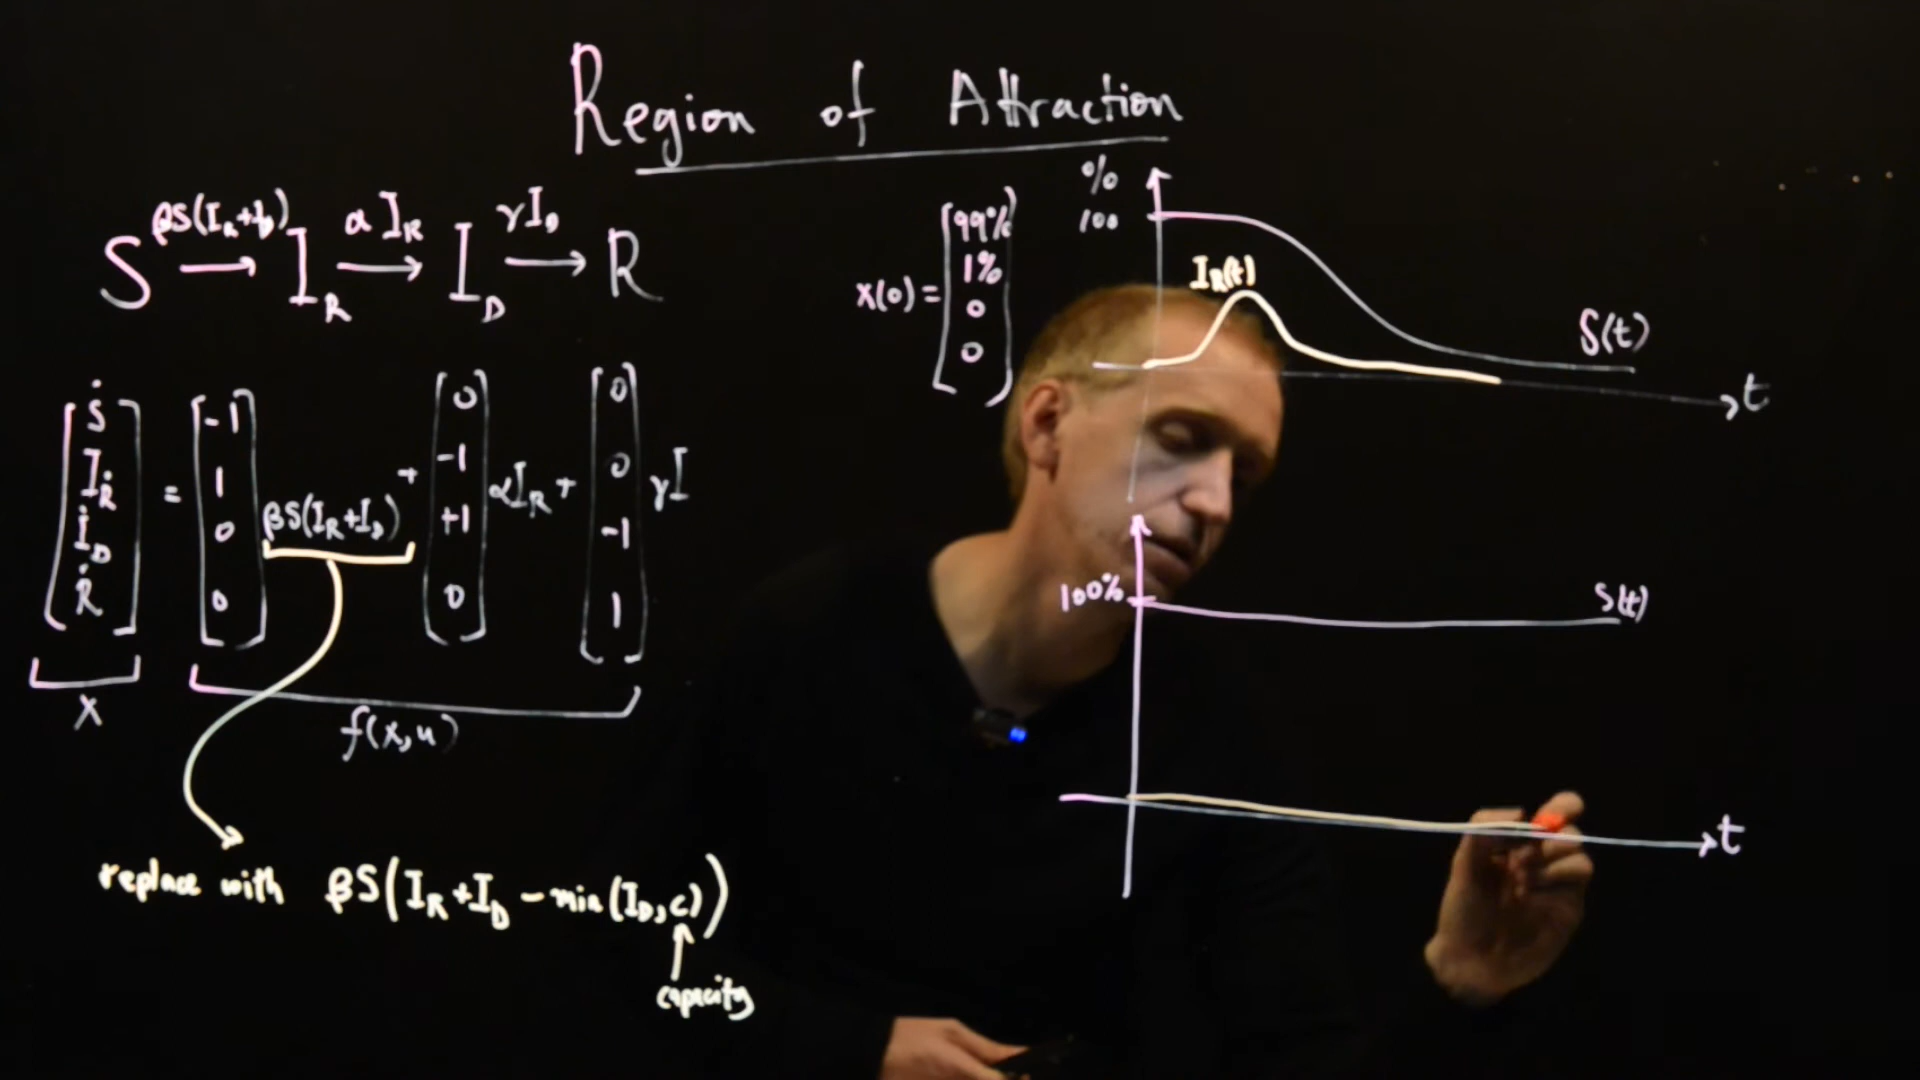 Region of Attraction
βS(I_R+I_D) αI_R γI_D
S → I_R → I_D → R
[Ṡ İ_R İ_D Ṙ] = [-1 1 0 0] βS(I_R+I_D) + [0 -1 +1 0] αI_R + [0 0 -1 1] γI
x f(x,u)
replace with βS(I_R+I_D-min(I_D,c))
capacity
x(0) = [99% 1% 0 0]
%
100
I_R(t)
S(t)
t
100%
S(t)
t